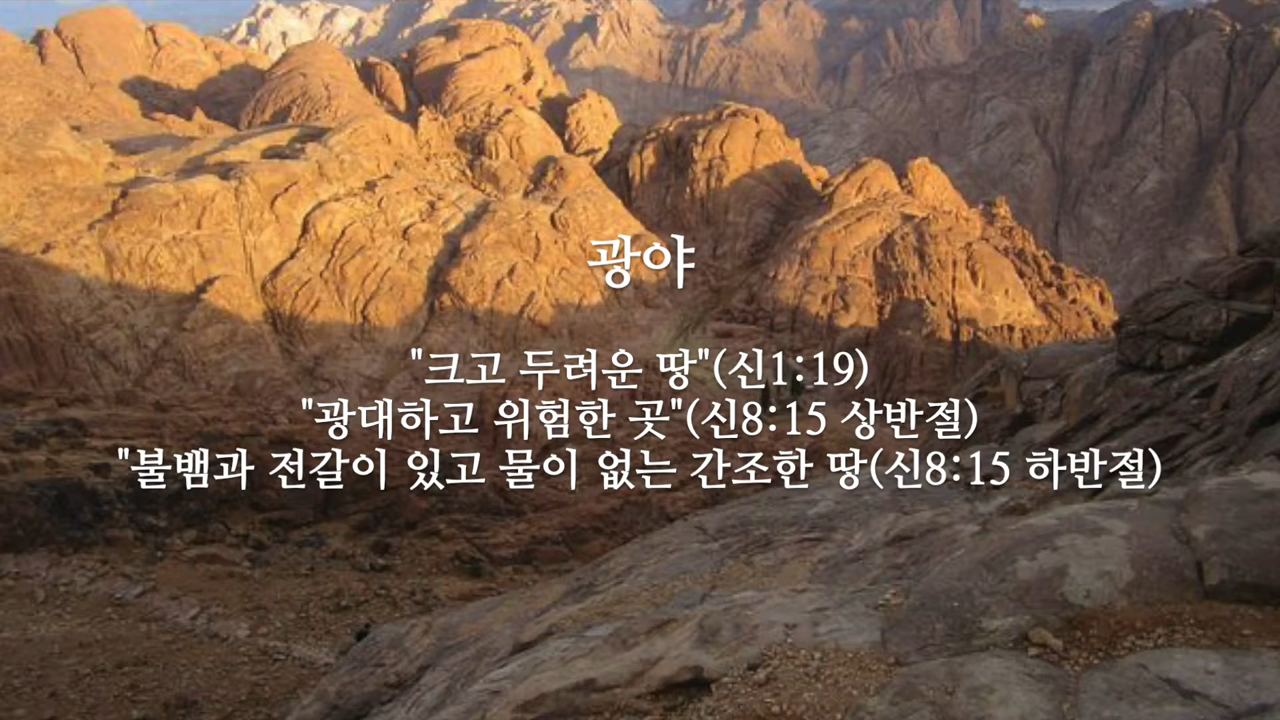 광야
"크고 두려운 땅"(신1:19)
"광대하고 위험한 곳"(신8:15 상반절)
"불뱀과 전갈이 있고 물이 없는 간조한 땅(신8:15 하반절)